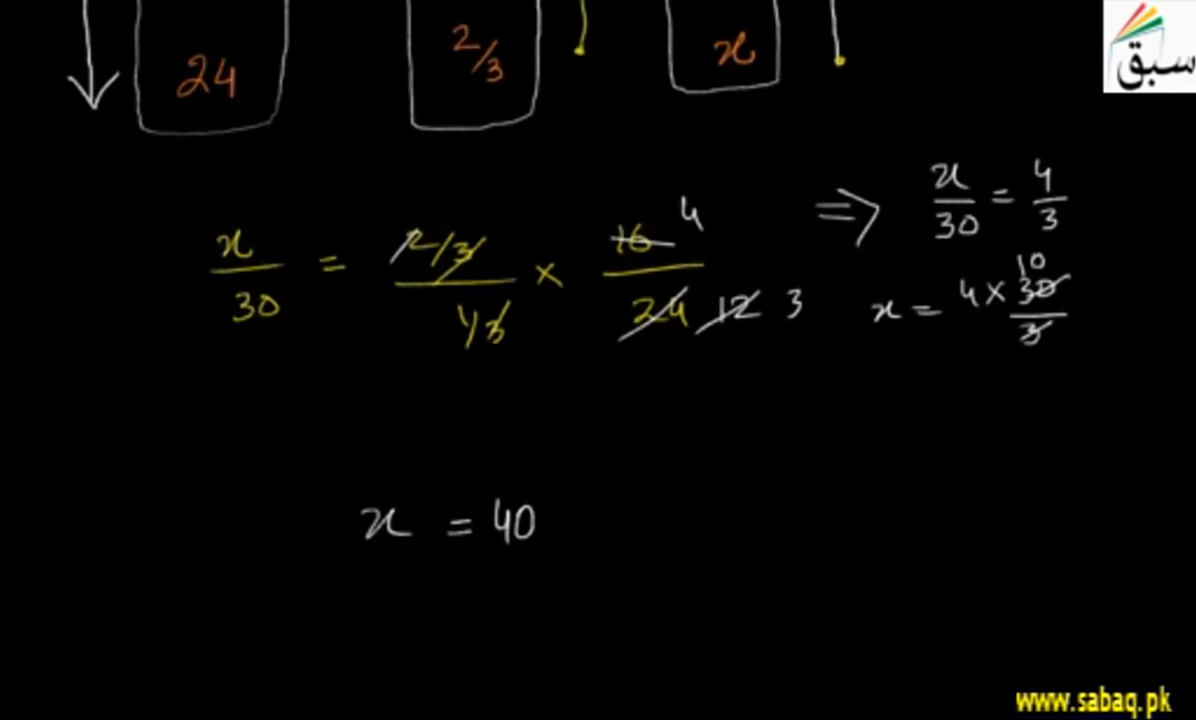 24 2/3 x
سبق
x/30 = (2/3)/(1/3) × 16/24 4 12 3
⇒ x/30 = 4/3
x = 4 × 30/3 10
x = 40
www.sabaq.pk